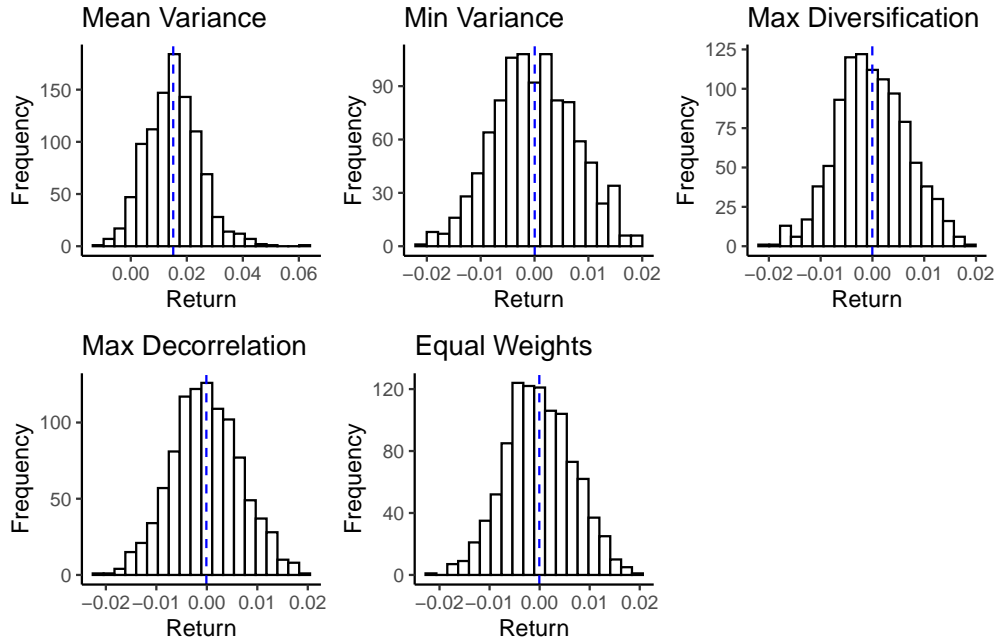 Mean Variance
Min Variance
Max Diversification
Frequency
150
100
50
0
0.00 0.02 0.04 0.06
Return
Frequency
90
60
30
0
−0.02 −0.01 0.00 0.01 0.02
Return
Frequency
125
100
75
50
25
0
−0.02 −0.01 0.00 0.01 0.02
Return
Max Decorrelation
Equal Weights
Frequency
100
50
0
−0.02 −0.01 0.00 0.01 0.02
Return
Frequency
120
80
40
0
−0.02 −0.01 0.00 0.01 0.02
Return